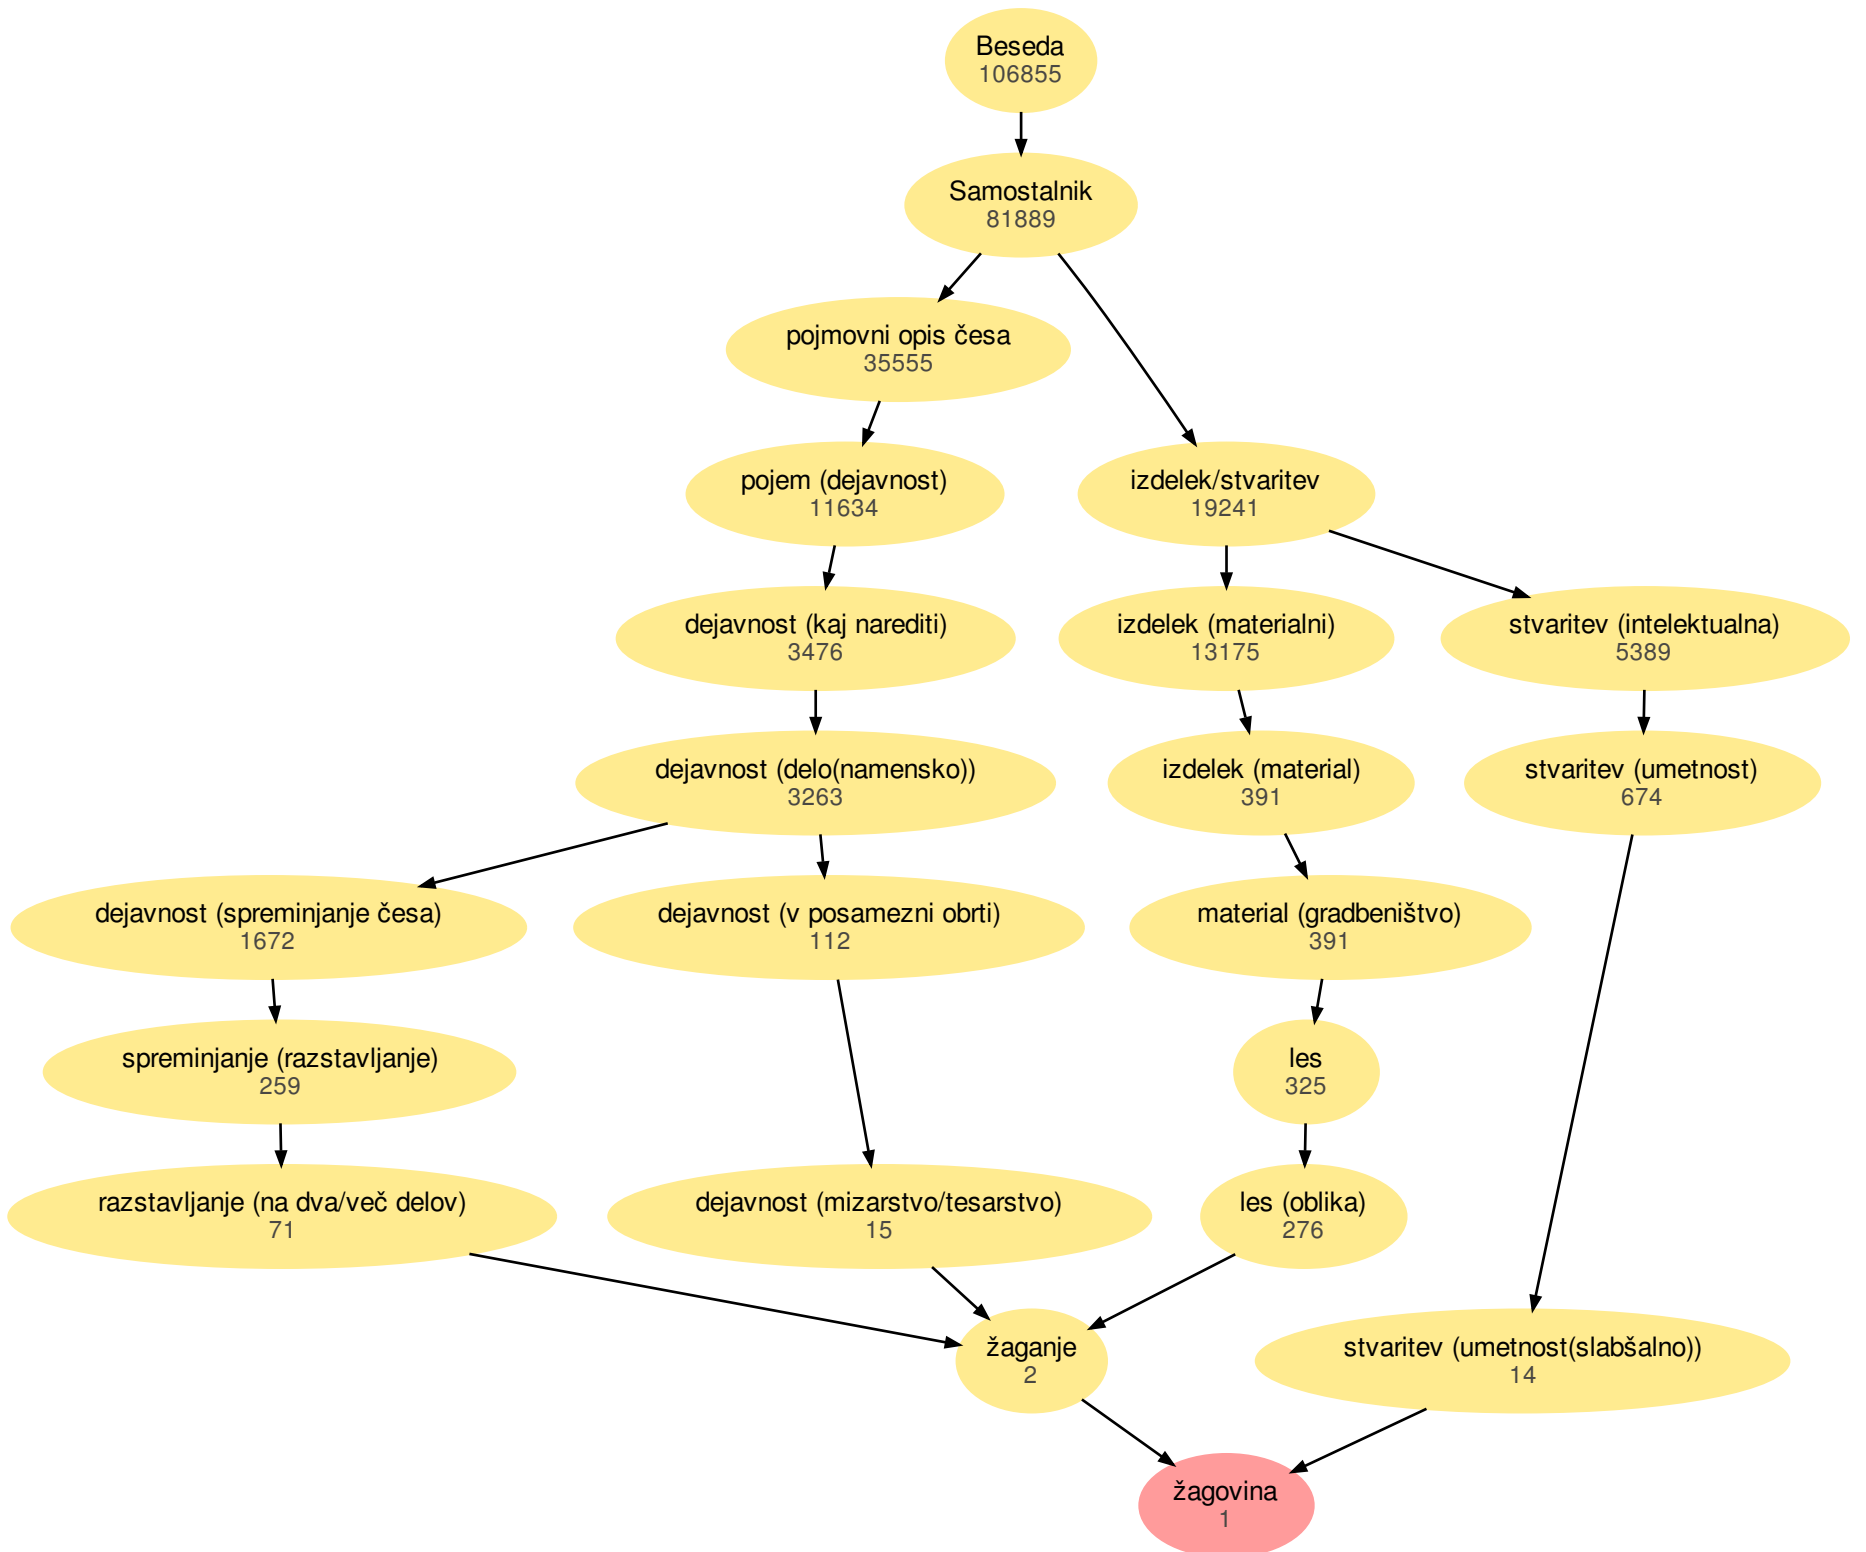 Beseda
106855
Samostalnik
81889
pojmovni opis česa
35555
pojem (dejavnost)
11634
izdelek/stvaritev
19241
dejavnost (kaj narediti)
3476
izdelek (materialni)
13175
stvaritev (intelektualna)
5389
dejavnost (delo(namensko))
3263
izdelek (material)
391
stvaritev (umetnost)
674
dejavnost (spreminjanje česa)
1672
dejavnost (v posamezni obrti)
112
material (gradbeništvo)
391
spreminjanje (razstavljanje)
259
les
325
razstavljanje (na dva/več delov)
71
dejavnost (mizarstvo/tesarstvo)
15
les (oblika)
276
žaganje
2
stvaritev (umetnost(slabšalno))
14
žagovina
1